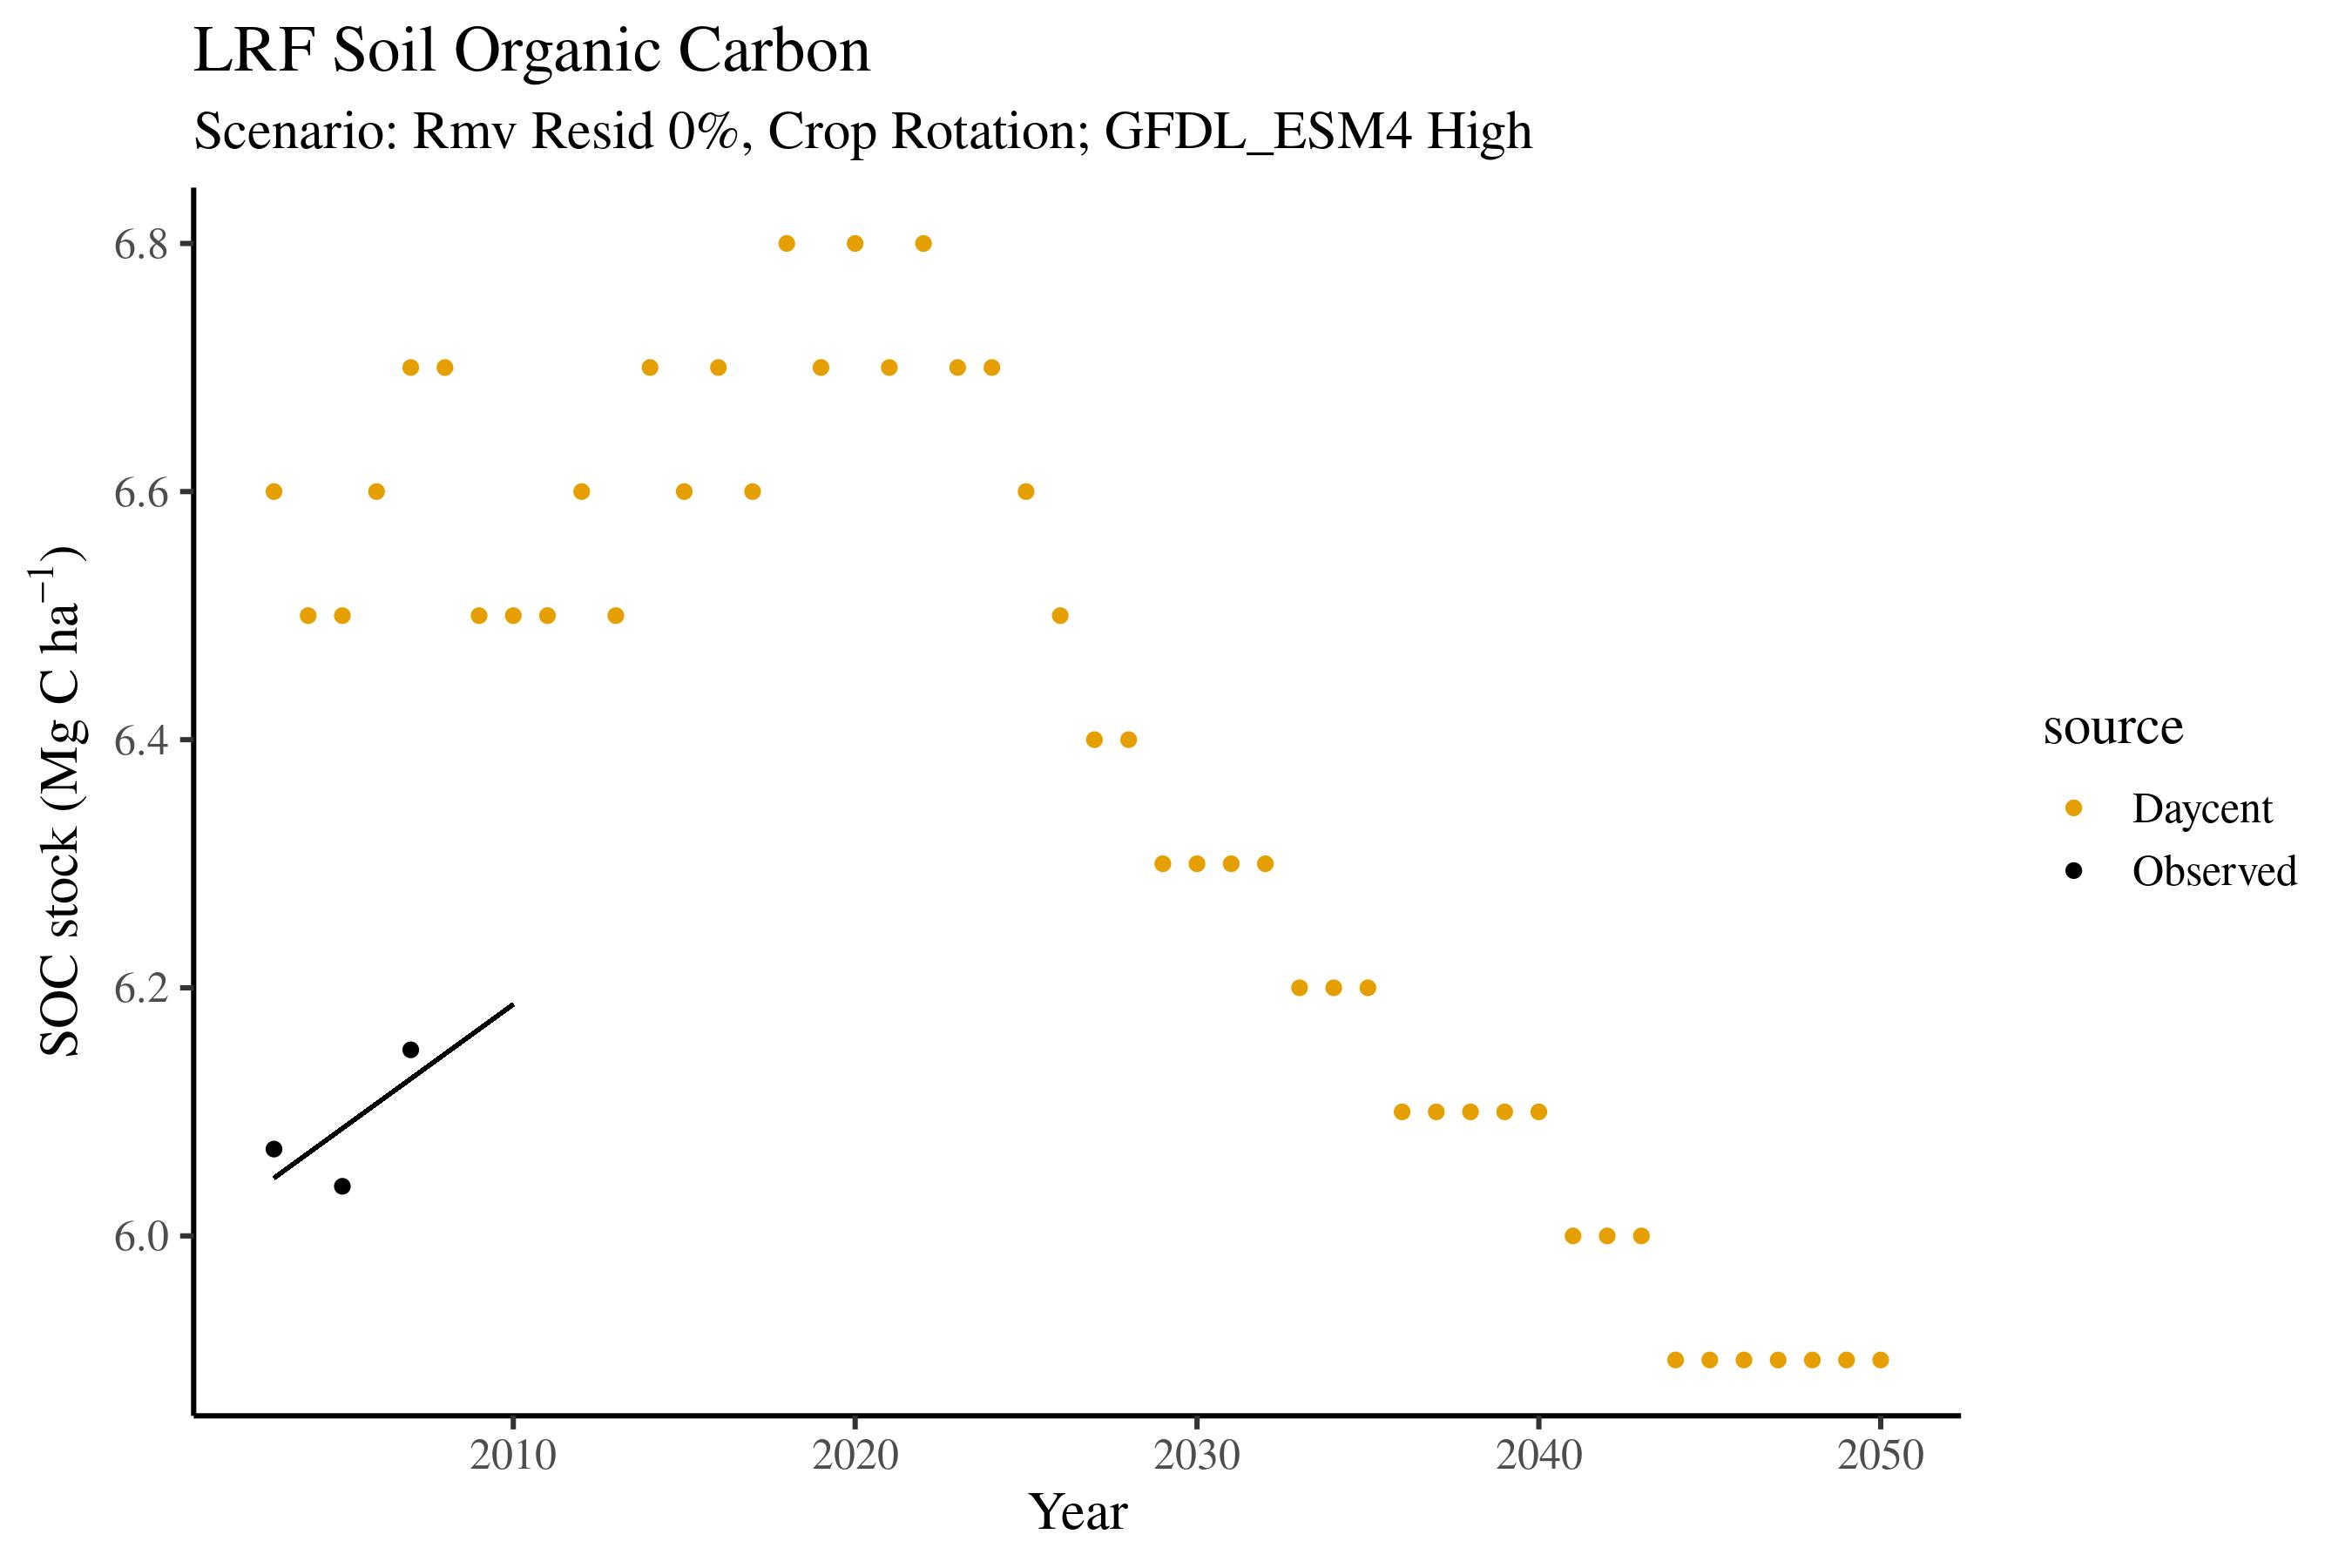 LRF Soil Organic Carbon
Scenario: Rmv Resid 0%, Crop Rotation; GFDL_ESM4 High
SOC stock (Mg C ha⁻¹)
6.8
6.6
6.4
6.2
6.0
2010 2020 2030 2040 2050
Year
source
Daycent
Observed